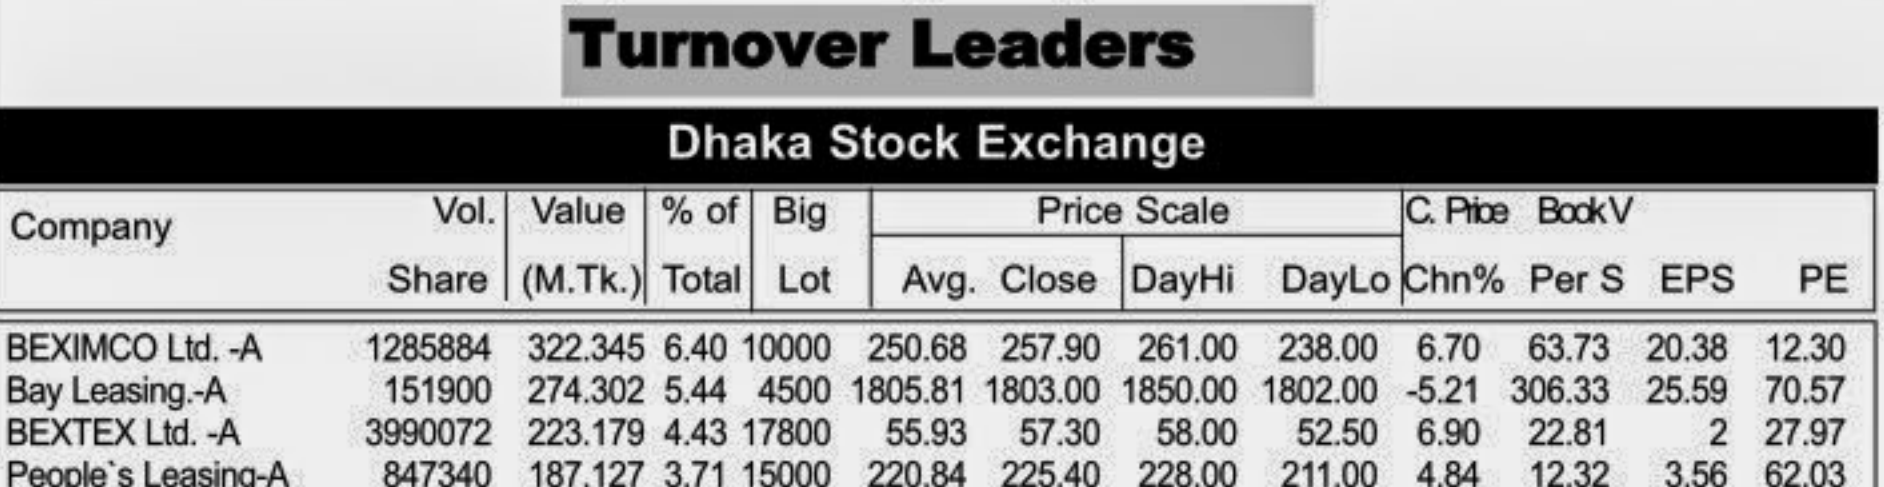 Turnover Leaders
Dhaka Stock Exchange
Company Vol. Value % of Big Price Scale C. Price BookV
Share (M.Tk.) Total Lot Avg. Close DayHi DayLo Chn% Per S EPS PE
BEXIMCO Ltd. -A 1285884 322.345 6.40 10000 250.68 257.90 261.00 238.00 6.70 63.73 20.38 12.30
Bay Leasing.-A 151900 274.302 5.44 4500 1805.81 1803.00 1850.00 1802.00 -5.21 306.33 25.59 70.57
BEXTEX Ltd. -A 3990072 223.179 4.43 17800 55.93 57.30 58.00 52.50 6.90 22.81 2 27.97
People`s Leasing-A 847340 187.127 3.71 15000 220.84 225.40 228.00 211.00 4.84 12.32 3.56 62.03